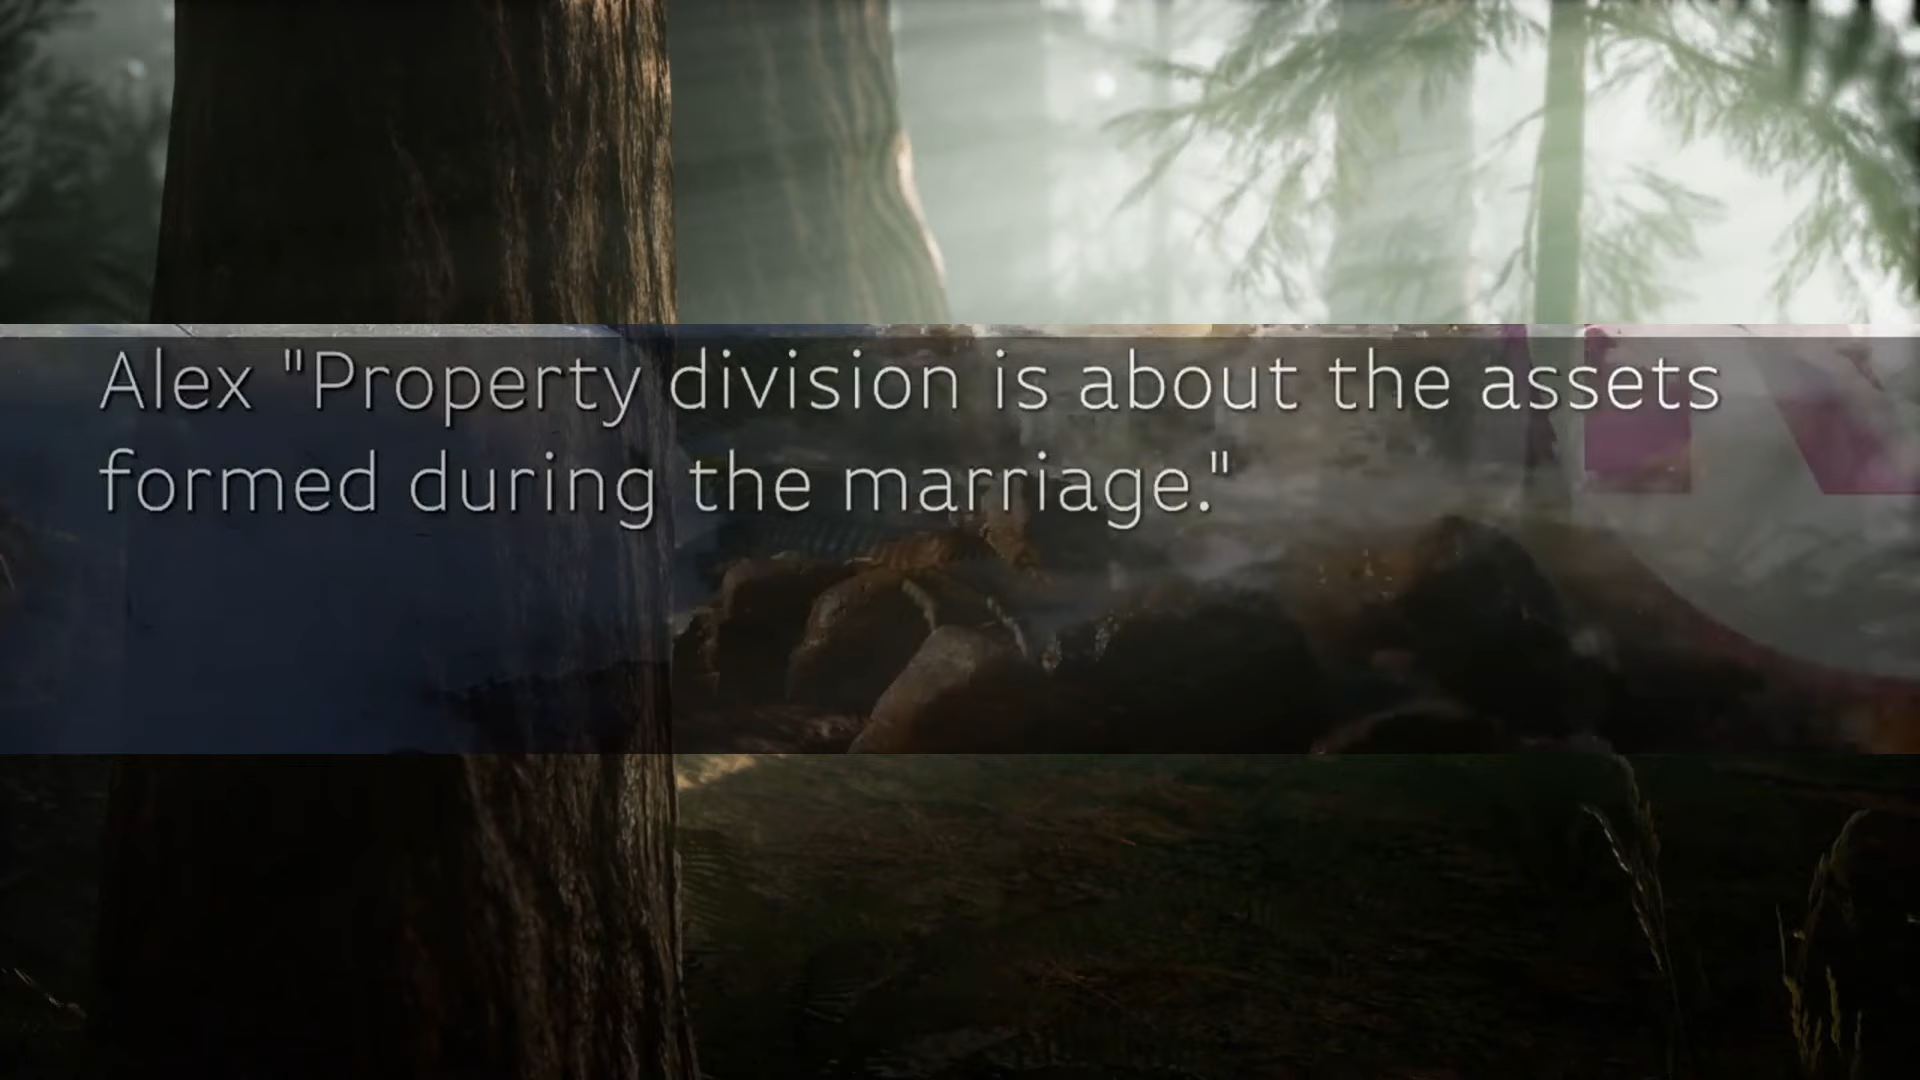 Alex "Property division is about the assets
formed during the marriage."